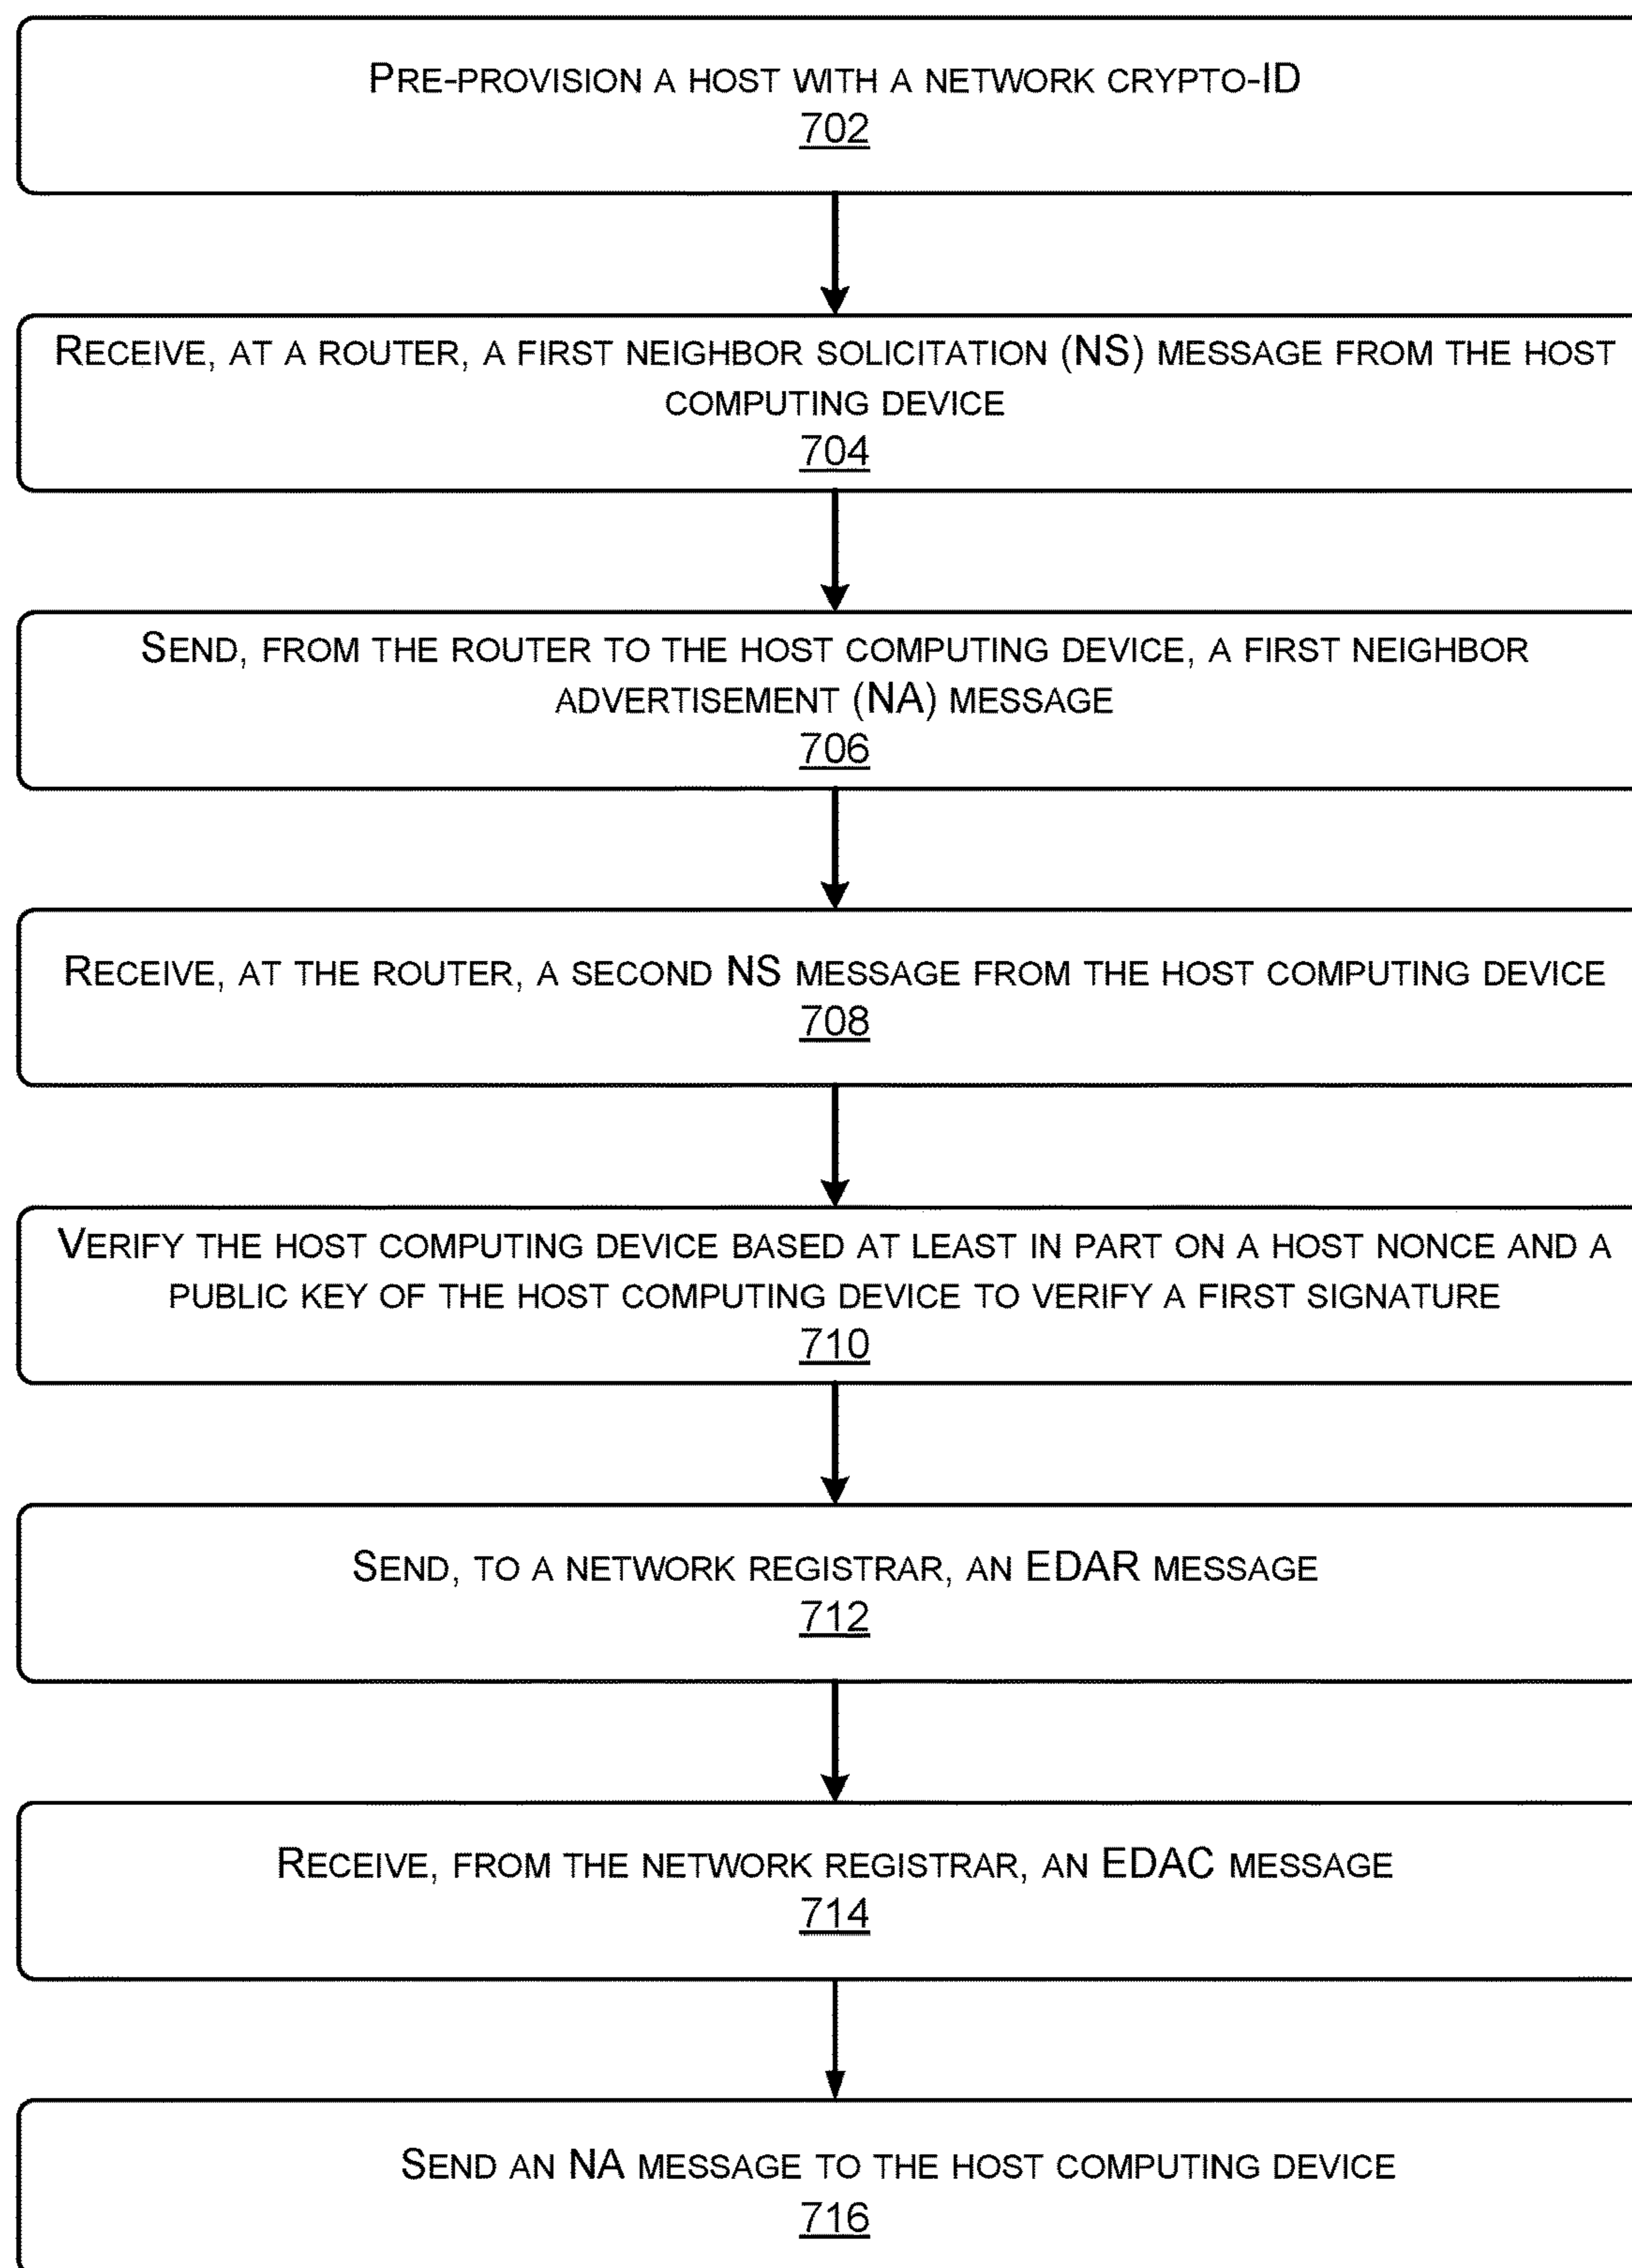 PRE-PROVISION A HOST WITH A NETWORK CRYPTO-ID
702
RECEIVE, AT A ROUTER, A FIRST NEIGHBOR SOLICITATION (NS) MESSAGE FROM THE HOST
COMPUTING DEVICE
704
SEND, FROM THE ROUTER TO THE HOST COMPUTING DEVICE, A FIRST NEIGHBOR
ADVERTISEMENT (NA) MESSAGE
706
RECEIVE, AT THE ROUTER, A SECOND NS MESSAGE FROM THE HOST COMPUTING DEVICE
708
VERIFY THE HOST COMPUTING DEVICE BASED AT LEAST IN PART ON A HOST NONCE AND A
PUBLIC KEY OF THE HOST COMPUTING DEVICE TO VERIFY A FIRST SIGNATURE
710
SEND, TO A NETWORK REGISTRAR, AN EDAR MESSAGE
712
RECEIVE, FROM THE NETWORK REGISTRAR, AN EDAC MESSAGE
714
SEND AN NA MESSAGE TO THE HOST COMPUTING DEVICE
716